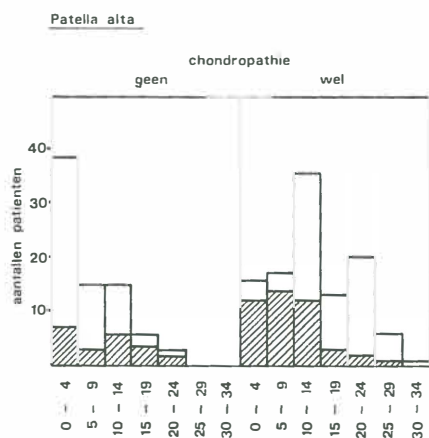 Patella alta
chondropathie
geen wel
aantallen patienten
40
30
20
10
0 - 4
5 - 9
10 - 14
15 - 19
20 - 24
25 - 29
30 - 34
0 - 4
5 - 9
10 - 14
15 - 19
20 - 24
25 - 29
30 - 34